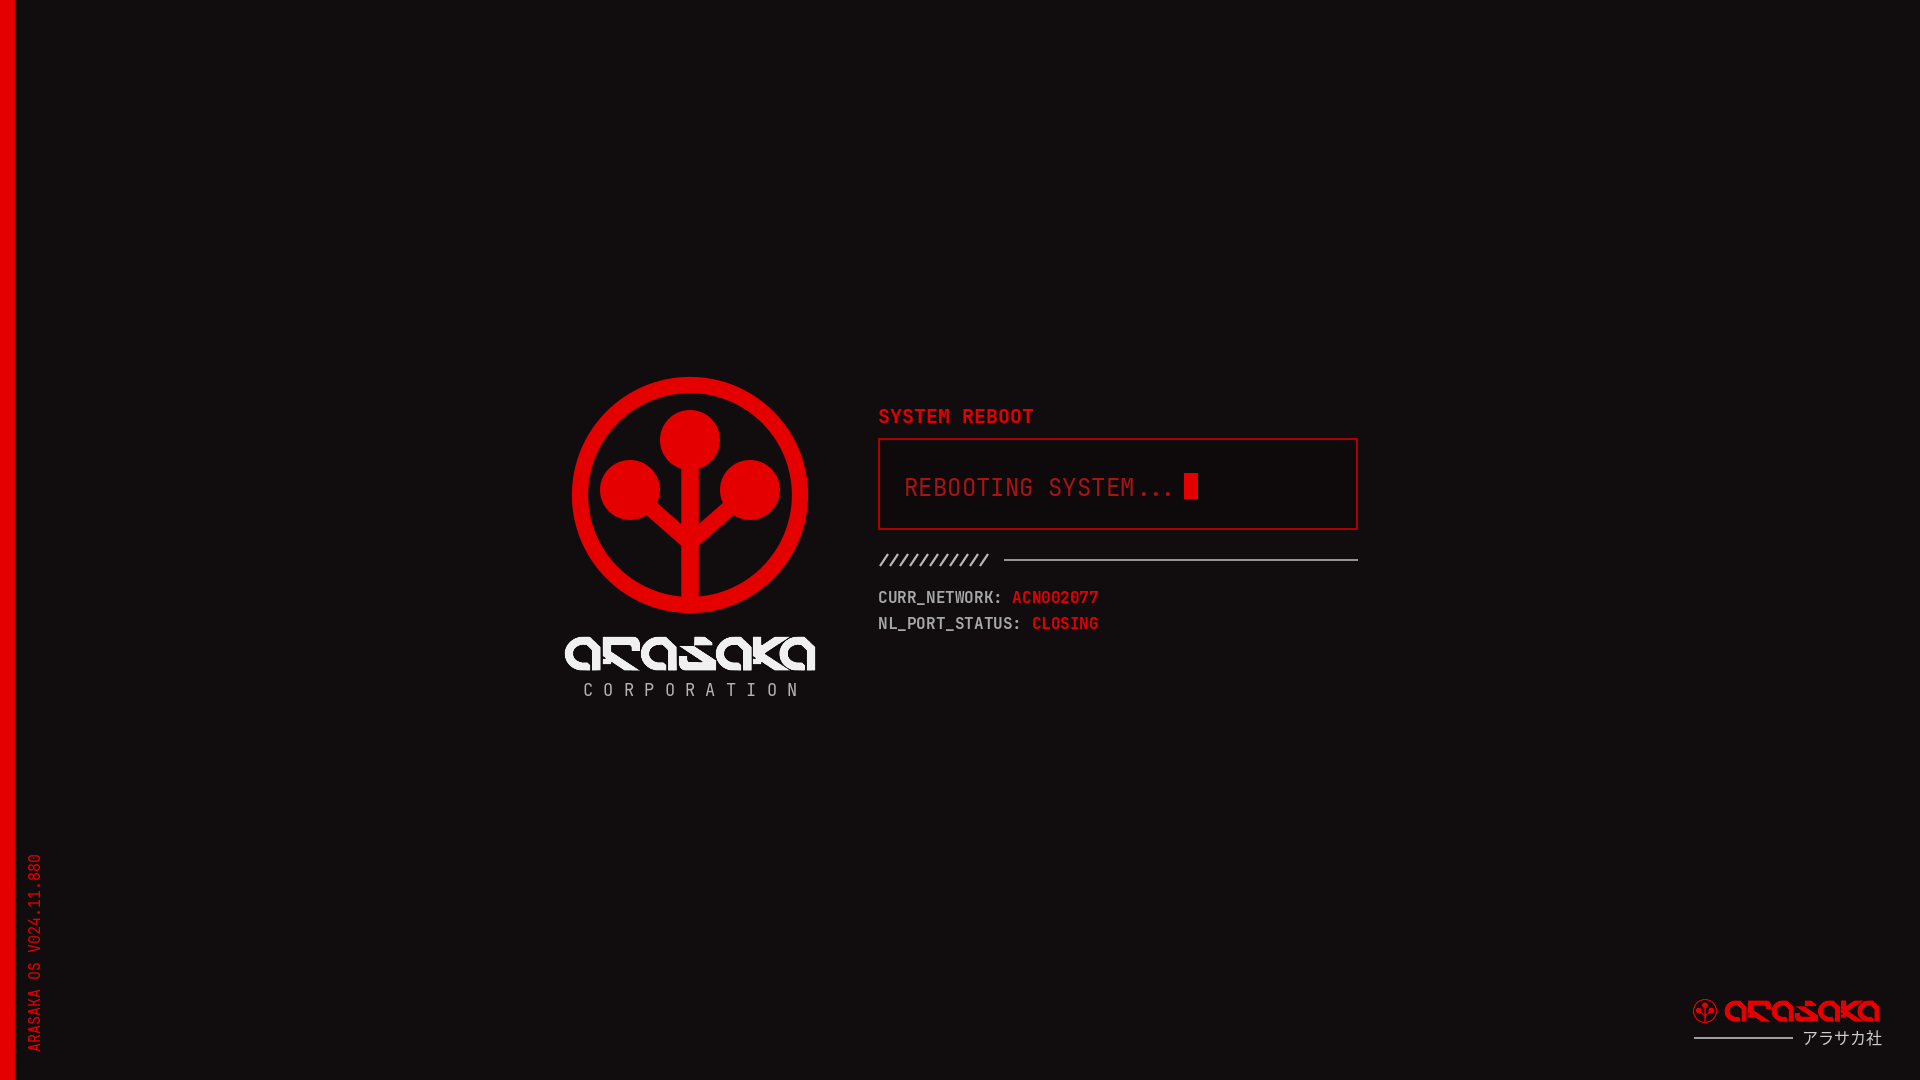 SYSTEM REBOOT
REBOOTING SYSTEM...
///////////
CURR_NETWORK: ACN002077
NL_PORT_STATUS: CLOSING
arasaka
CORPORATION
ARASAKA OS V024.11.880
arasaka
アラサカ社